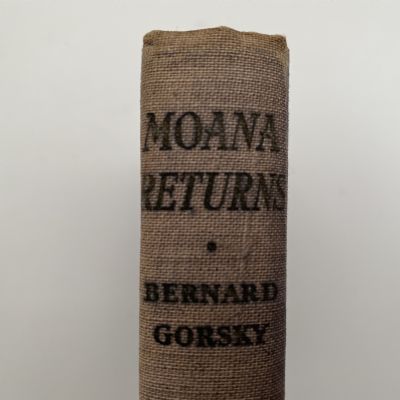 MOANA
RETURNS
•
BERNARD
GORSKY